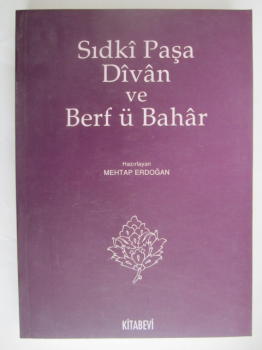 Sıdkî Paşa
Dîvân
ve
Berf ü Bahâr
Hazırlayan
MEHTAP ERDOĞAN
KİTABEVİ